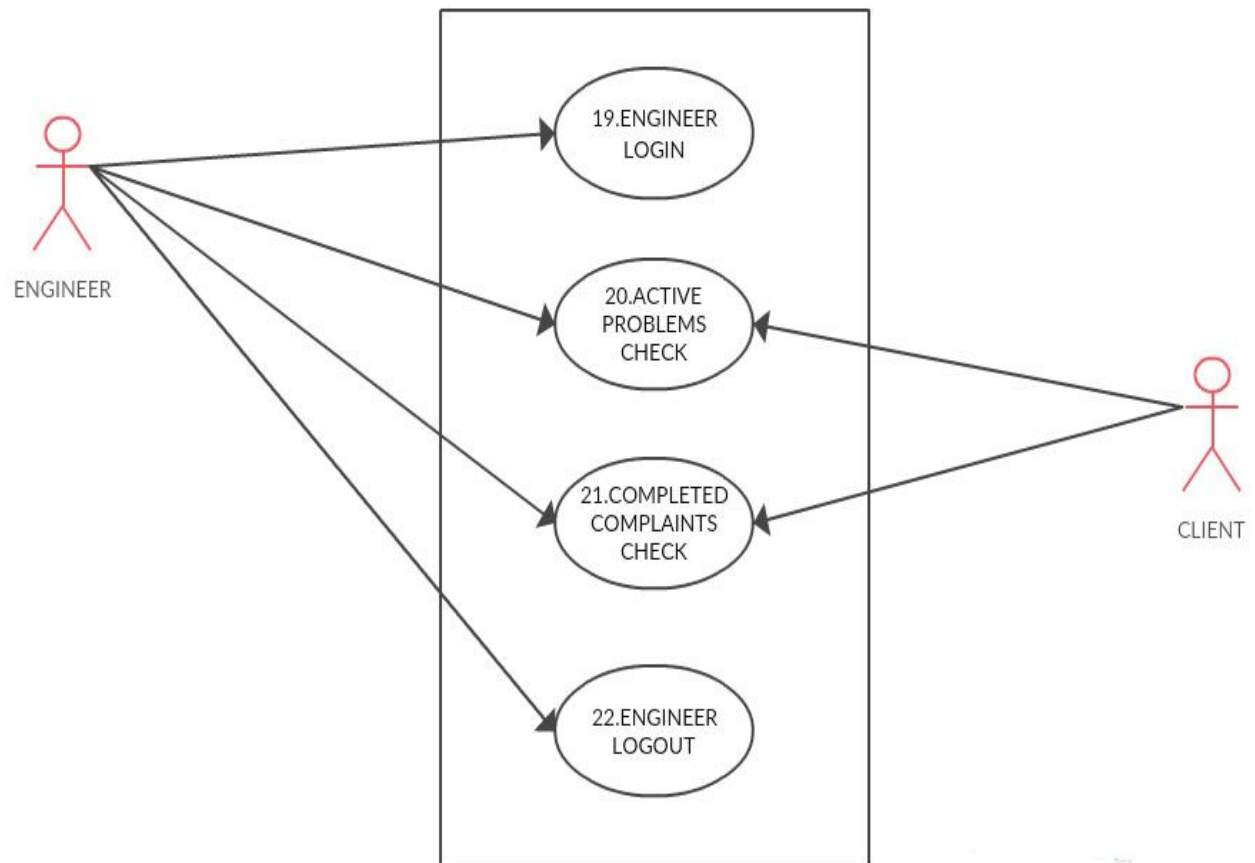 19.ENGINEER
LOGIN
ENGINEER
20.ACTIVE
PROBLEMS
CHECK
21.COMPLETED
COMPLAINTS
CHECK
CLIENT
22.ENGINEER
LOGOUT